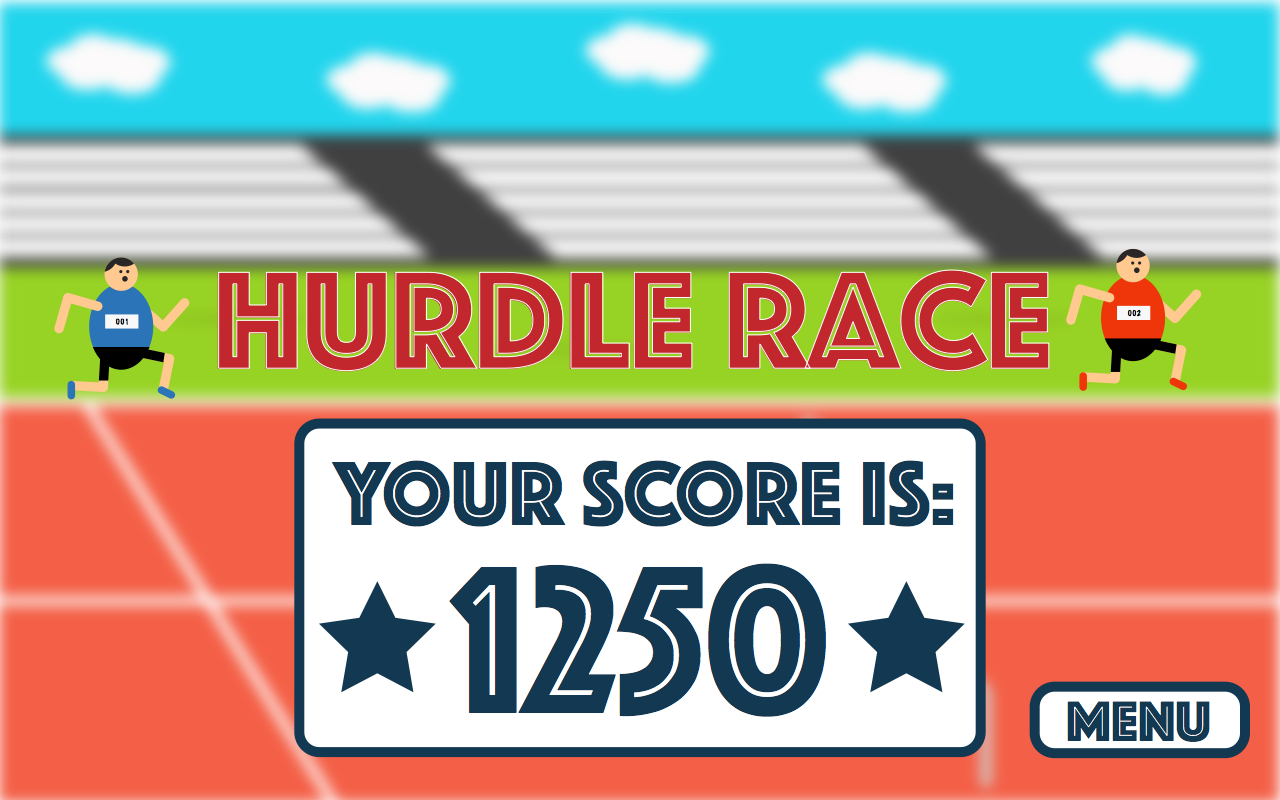 HURDLE RACE
001
002
YOUR SCORE IS:
1250
MENU